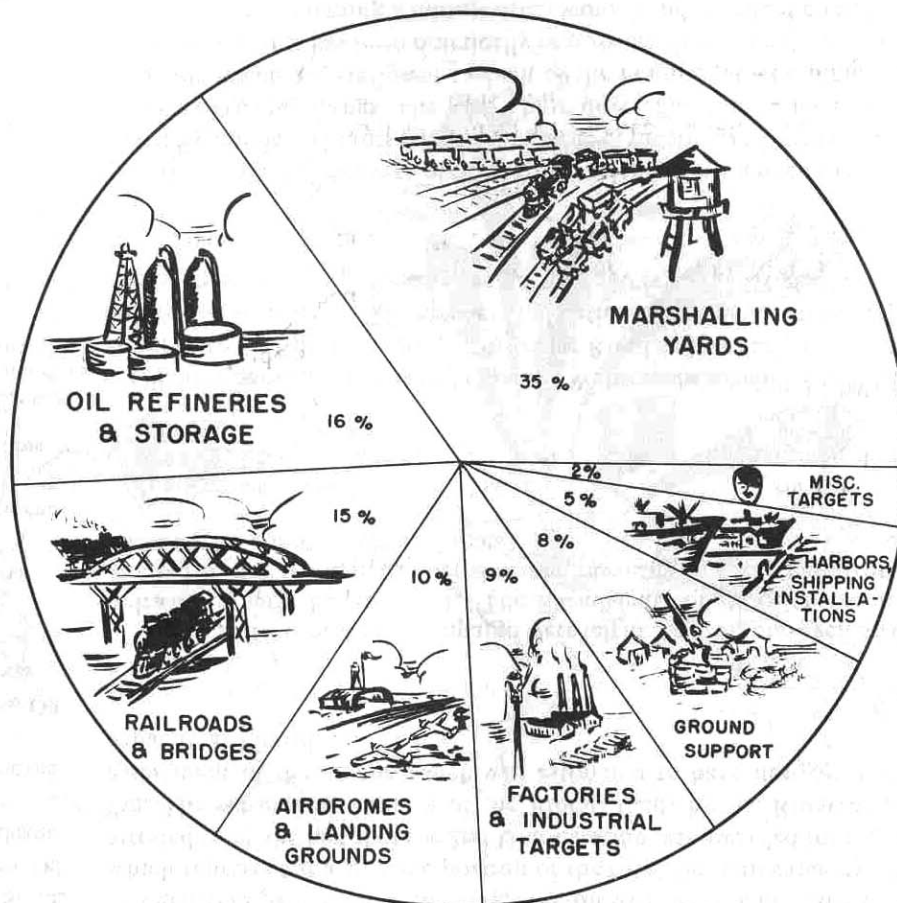 MARSHALLING
YARDS
35 %
OIL REFINERIES
& STORAGE
16 %
2%
MISC.
TARGETS
5 %
HARBORS,
SHIPPING
INSTALLA-
TIONS
15 %
RAILROADS
& BRIDGES
10 %
AIRDROMES
& LANDING
GROUNDS
9%
FACTORIES
& INDUSTRIAL
TARGETS
8 %
GROUND
SUPPORT